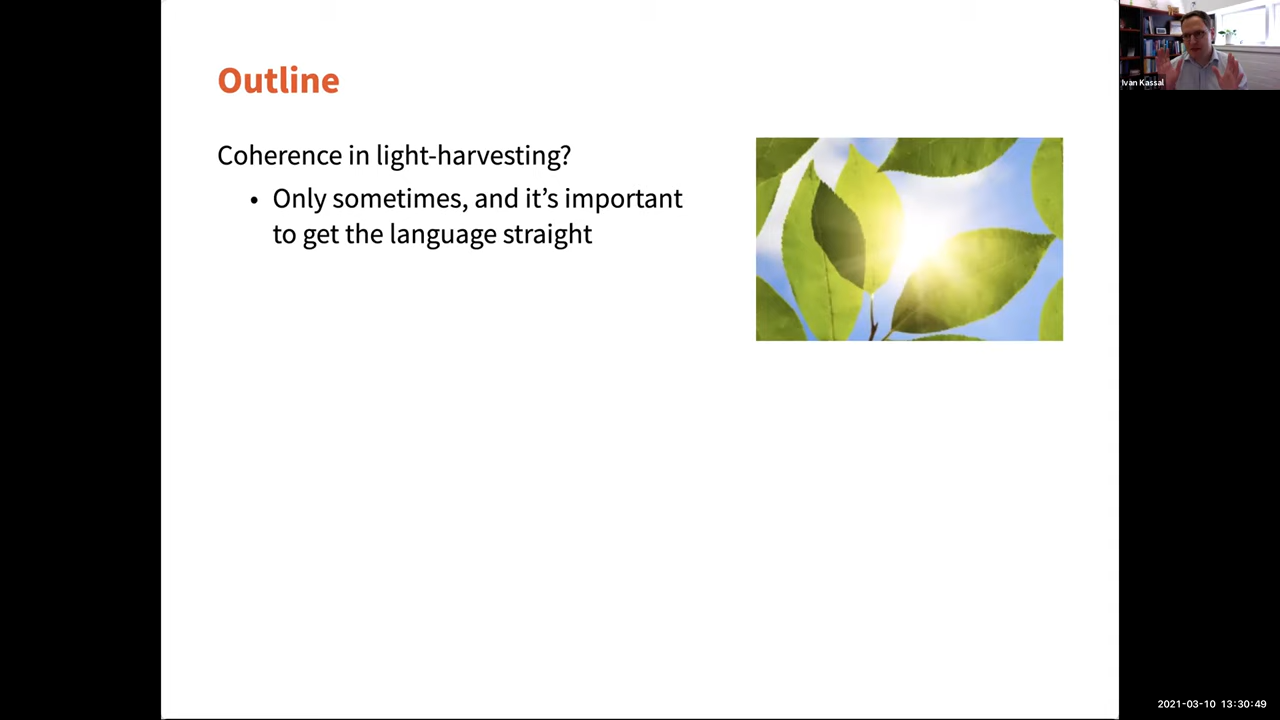 Outline
Coherence in light-harvesting?
• Only sometimes, and it’s important
to get the language straight
Ivan Kassal
2021-03-10 13:30:49